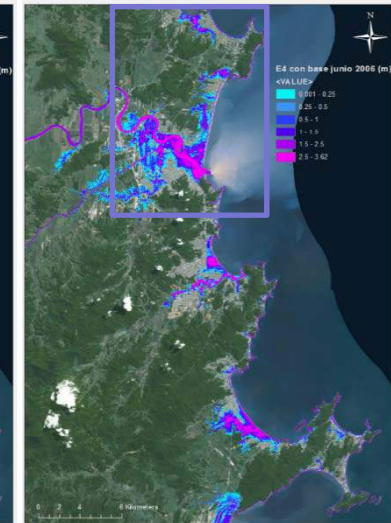 (m)
N
E4 con base junio 2006 (m)
<VALUE>
0.001 - 0.25
0.25 - 0.5
0.5 - 1
1 - 1.5
1.5 - 2.5
2.5 - 3.62
0 2 4 6 Kilometers